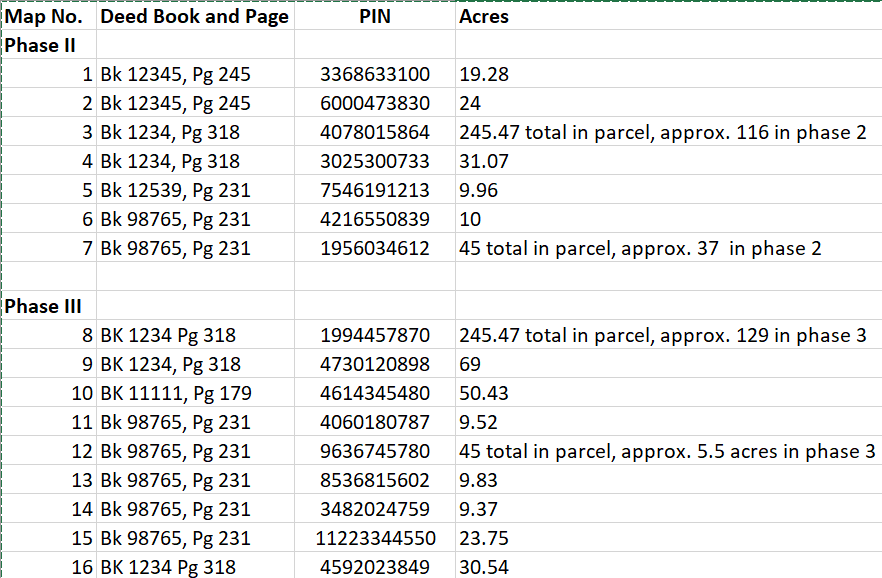 Map No. Deed Book and Page PIN Acres
Phase II
1 Bk 12345, Pg 245 3368633100 19.28
2 Bk 12345, Pg 245 6000473830 24
3 Bk 1234, Pg 318 4078015864 245.47 total in parcel, approx. 116 in phase 2
4 Bk 1234, Pg 318 3025300733 31.07
5 Bk 12539, Pg 231 7546191213 9.96
6 Bk 98765, Pg 231 4216550839 10
7 Bk 98765, Pg 231 1956034612 45 total in parcel, approx. 37  in phase 2
Phase III
8 BK 1234 Pg 318 1994457870 245.47 total in parcel, approx. 129 in phase 3
9 BK 1234, Pg 318 4730120898 69
10 BK 11111, Pg 179 4614345480 50.43
11 Bk 98765, Pg 231 4060180787 9.52
12 Bk 98765, Pg 231 9636745780 45 total in parcel, approx. 5.5 acres in phase 3
13 Bk 98765, Pg 231 8536815602 9.83
14 Bk 98765, Pg 231 3482024759 9.37
15 Bk 98765, Pg 231 11223344550 23.75
16 BK 1234 Pg 318 4592023849 30.54